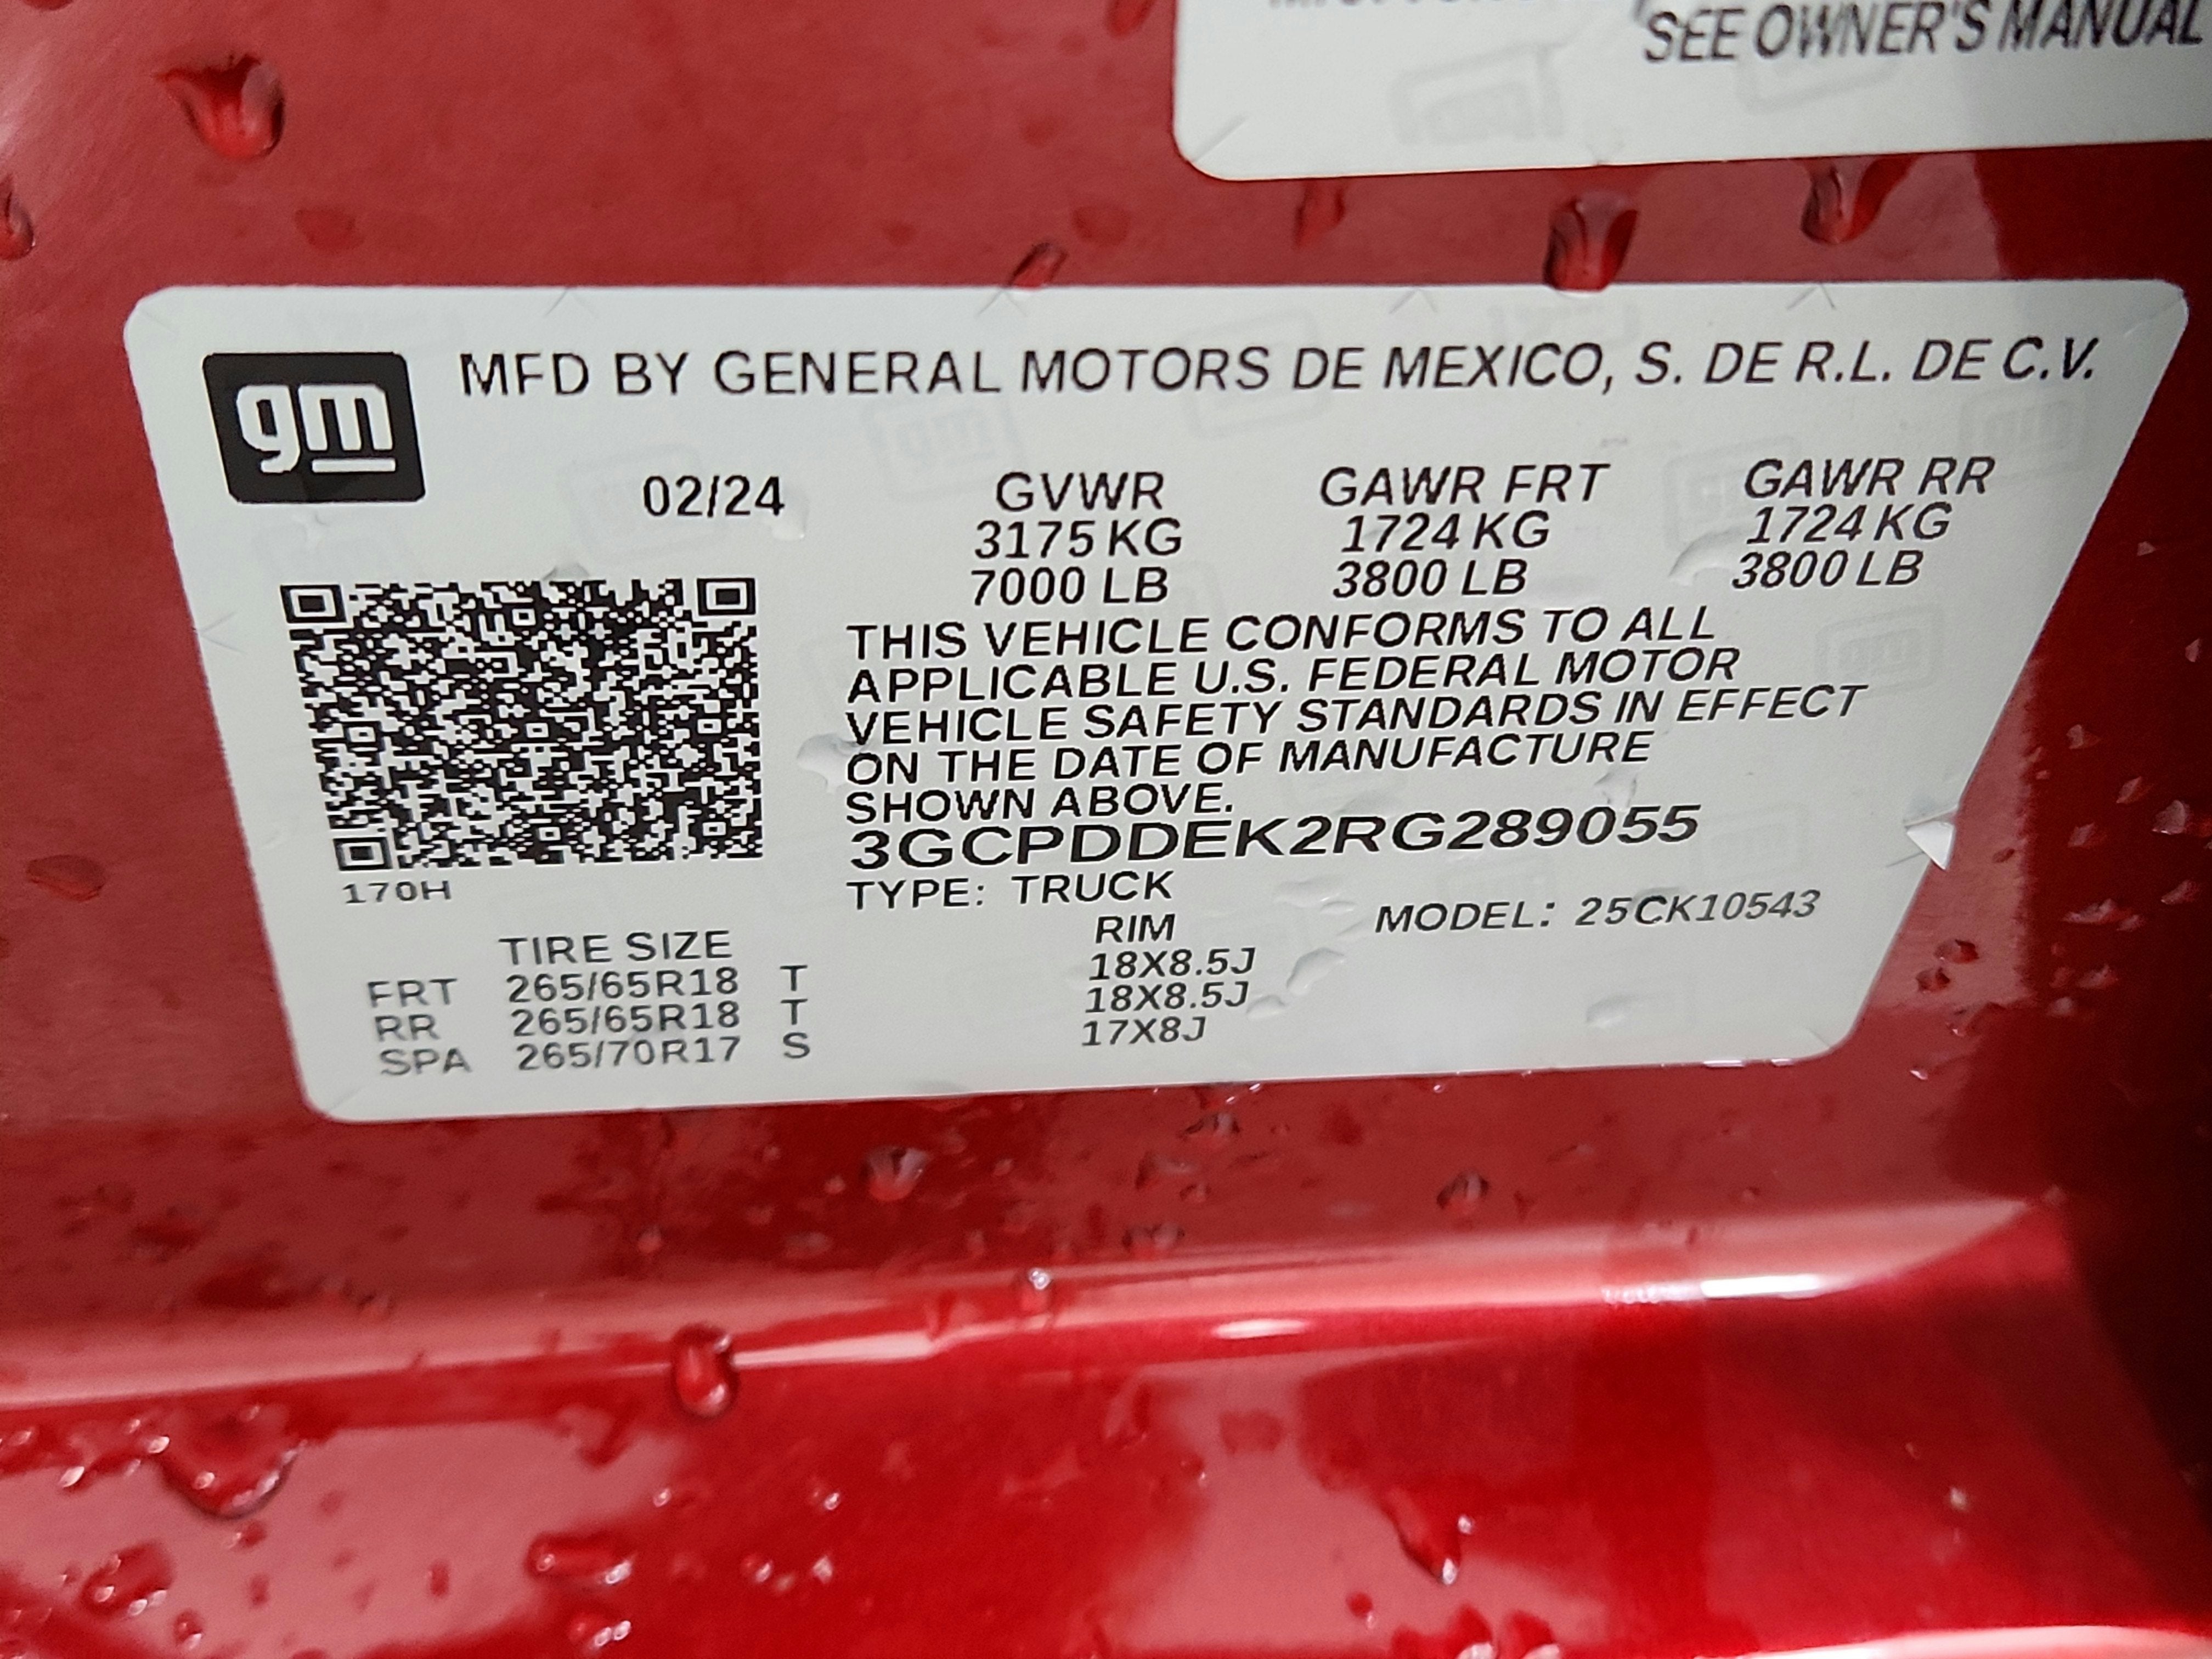 SEE OWNER'S MANUAL
gm
MFD BY GENERAL MOTORS DE MEXICO, S. DE R.L. DE C.V.
02/24 GVWR GAWR FRT GAWR RR
3175 KG 1724 KG 1724 KG
7000 LB 3800 LB 3800 LB
THIS VEHICLE CONFORMS TO ALL
APPLICABLE U.S. FEDERAL MOTOR
VEHICLE SAFETY STANDARDS IN EFFECT
ON THE DATE OF MANUFACTURE
SHOWN ABOVE.
3GCPDDEK2RG289055
170H
TYPE: TRUCK
MODEL: 25CK10543
TIRE SIZE RIM
FRT 265/65R18 T 18X8.5J
RR 265/65R18 T 18X8.5J
SPA 265/70R17 S 17X8J